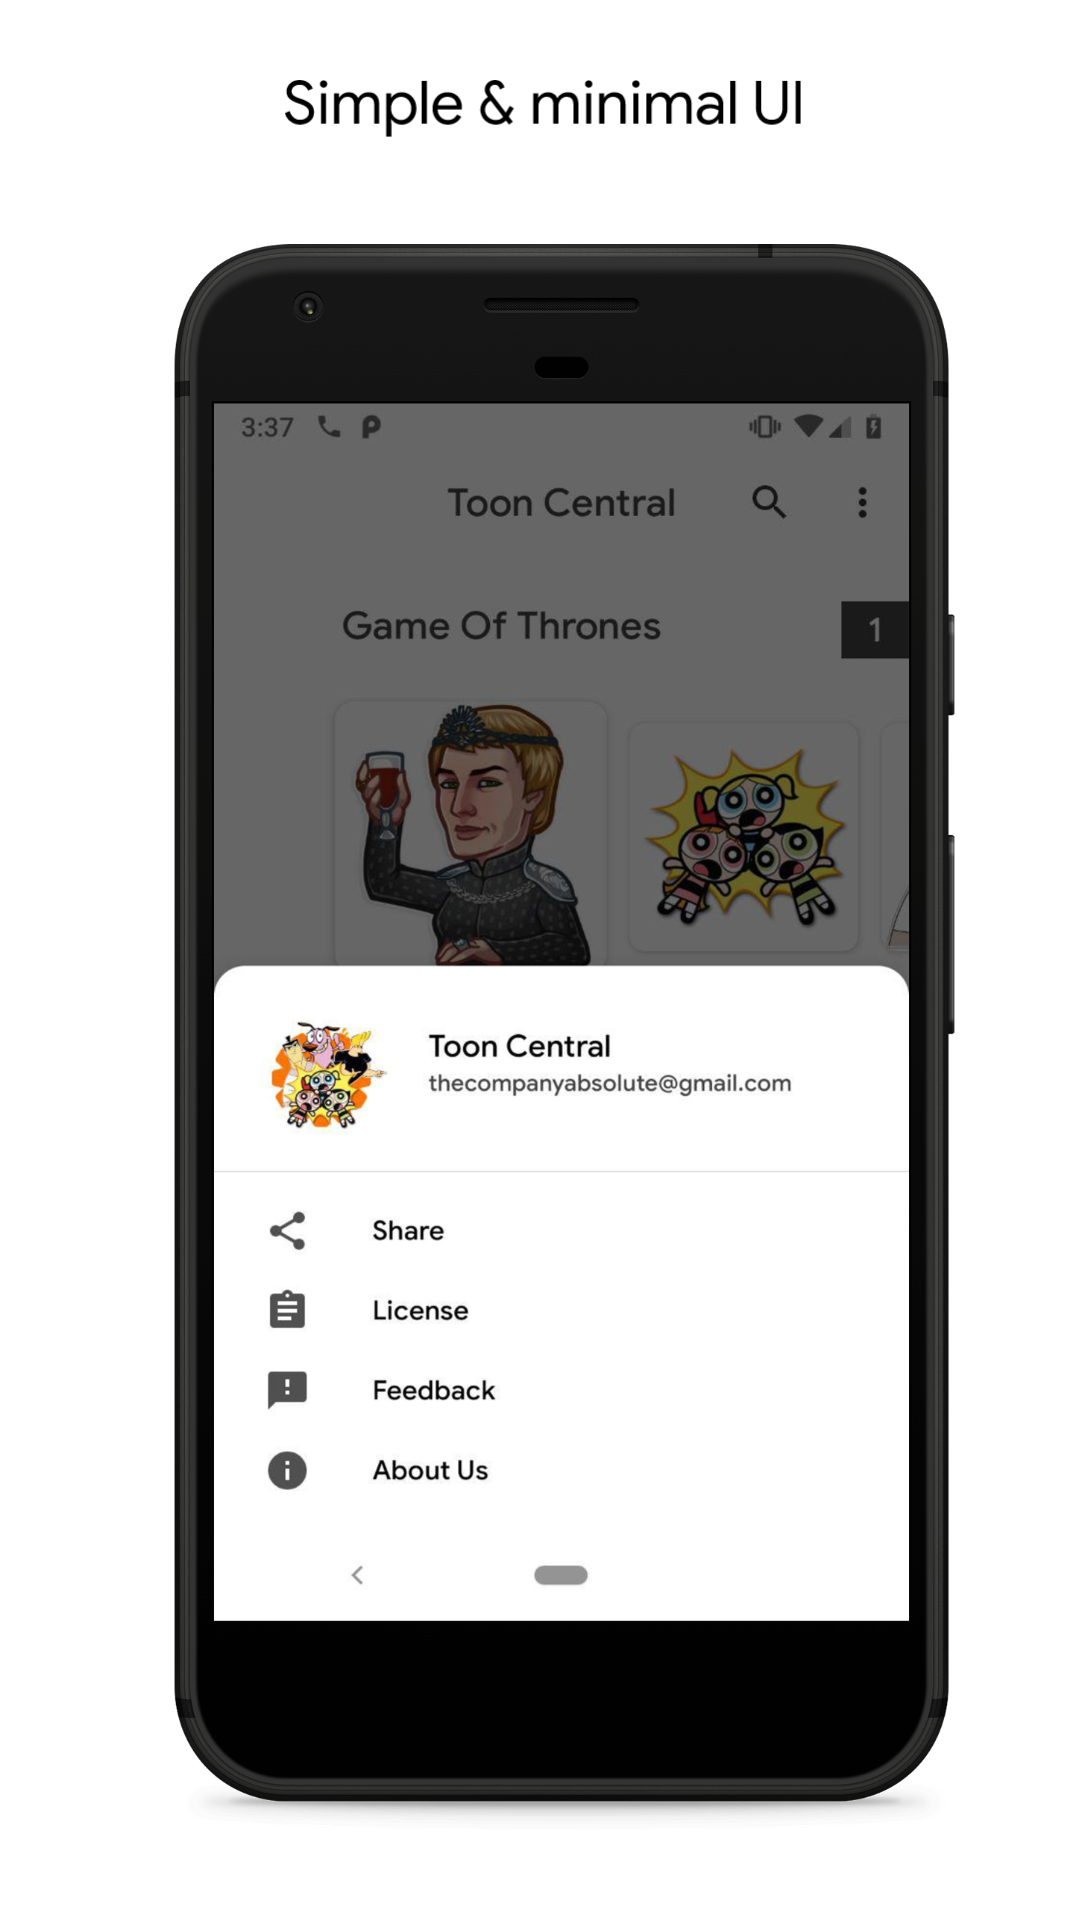 Simple & minimal UI
3:37
Toon Central
Game Of Thrones
1
Toon Central
thecompanyabsolute@gmail.com
Share
License
Feedback
About Us